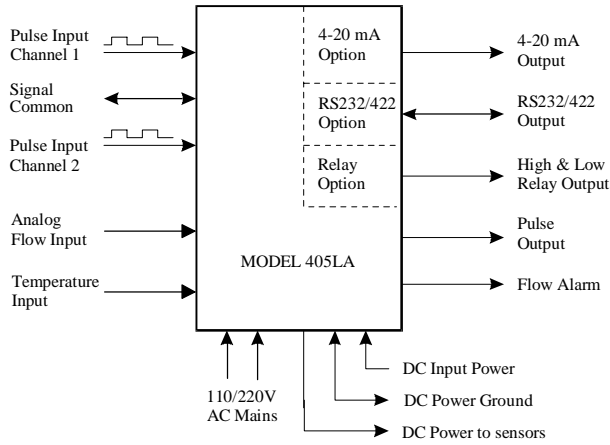 Pulse Input
Channel 1
Signal
Common
Pulse Input
Channel 2
Analog
Flow Input
Temperature
Input
4-20 mA
Option
RS232/422
Option
Relay
Option
MODEL 405LA
4-20 mA
Output
RS232/422
Output
High & Low
Relay Output
Pulse
Output
Flow Alarm
110/220V
AC Mains
DC Input Power
DC Power Ground
DC Power to sensors